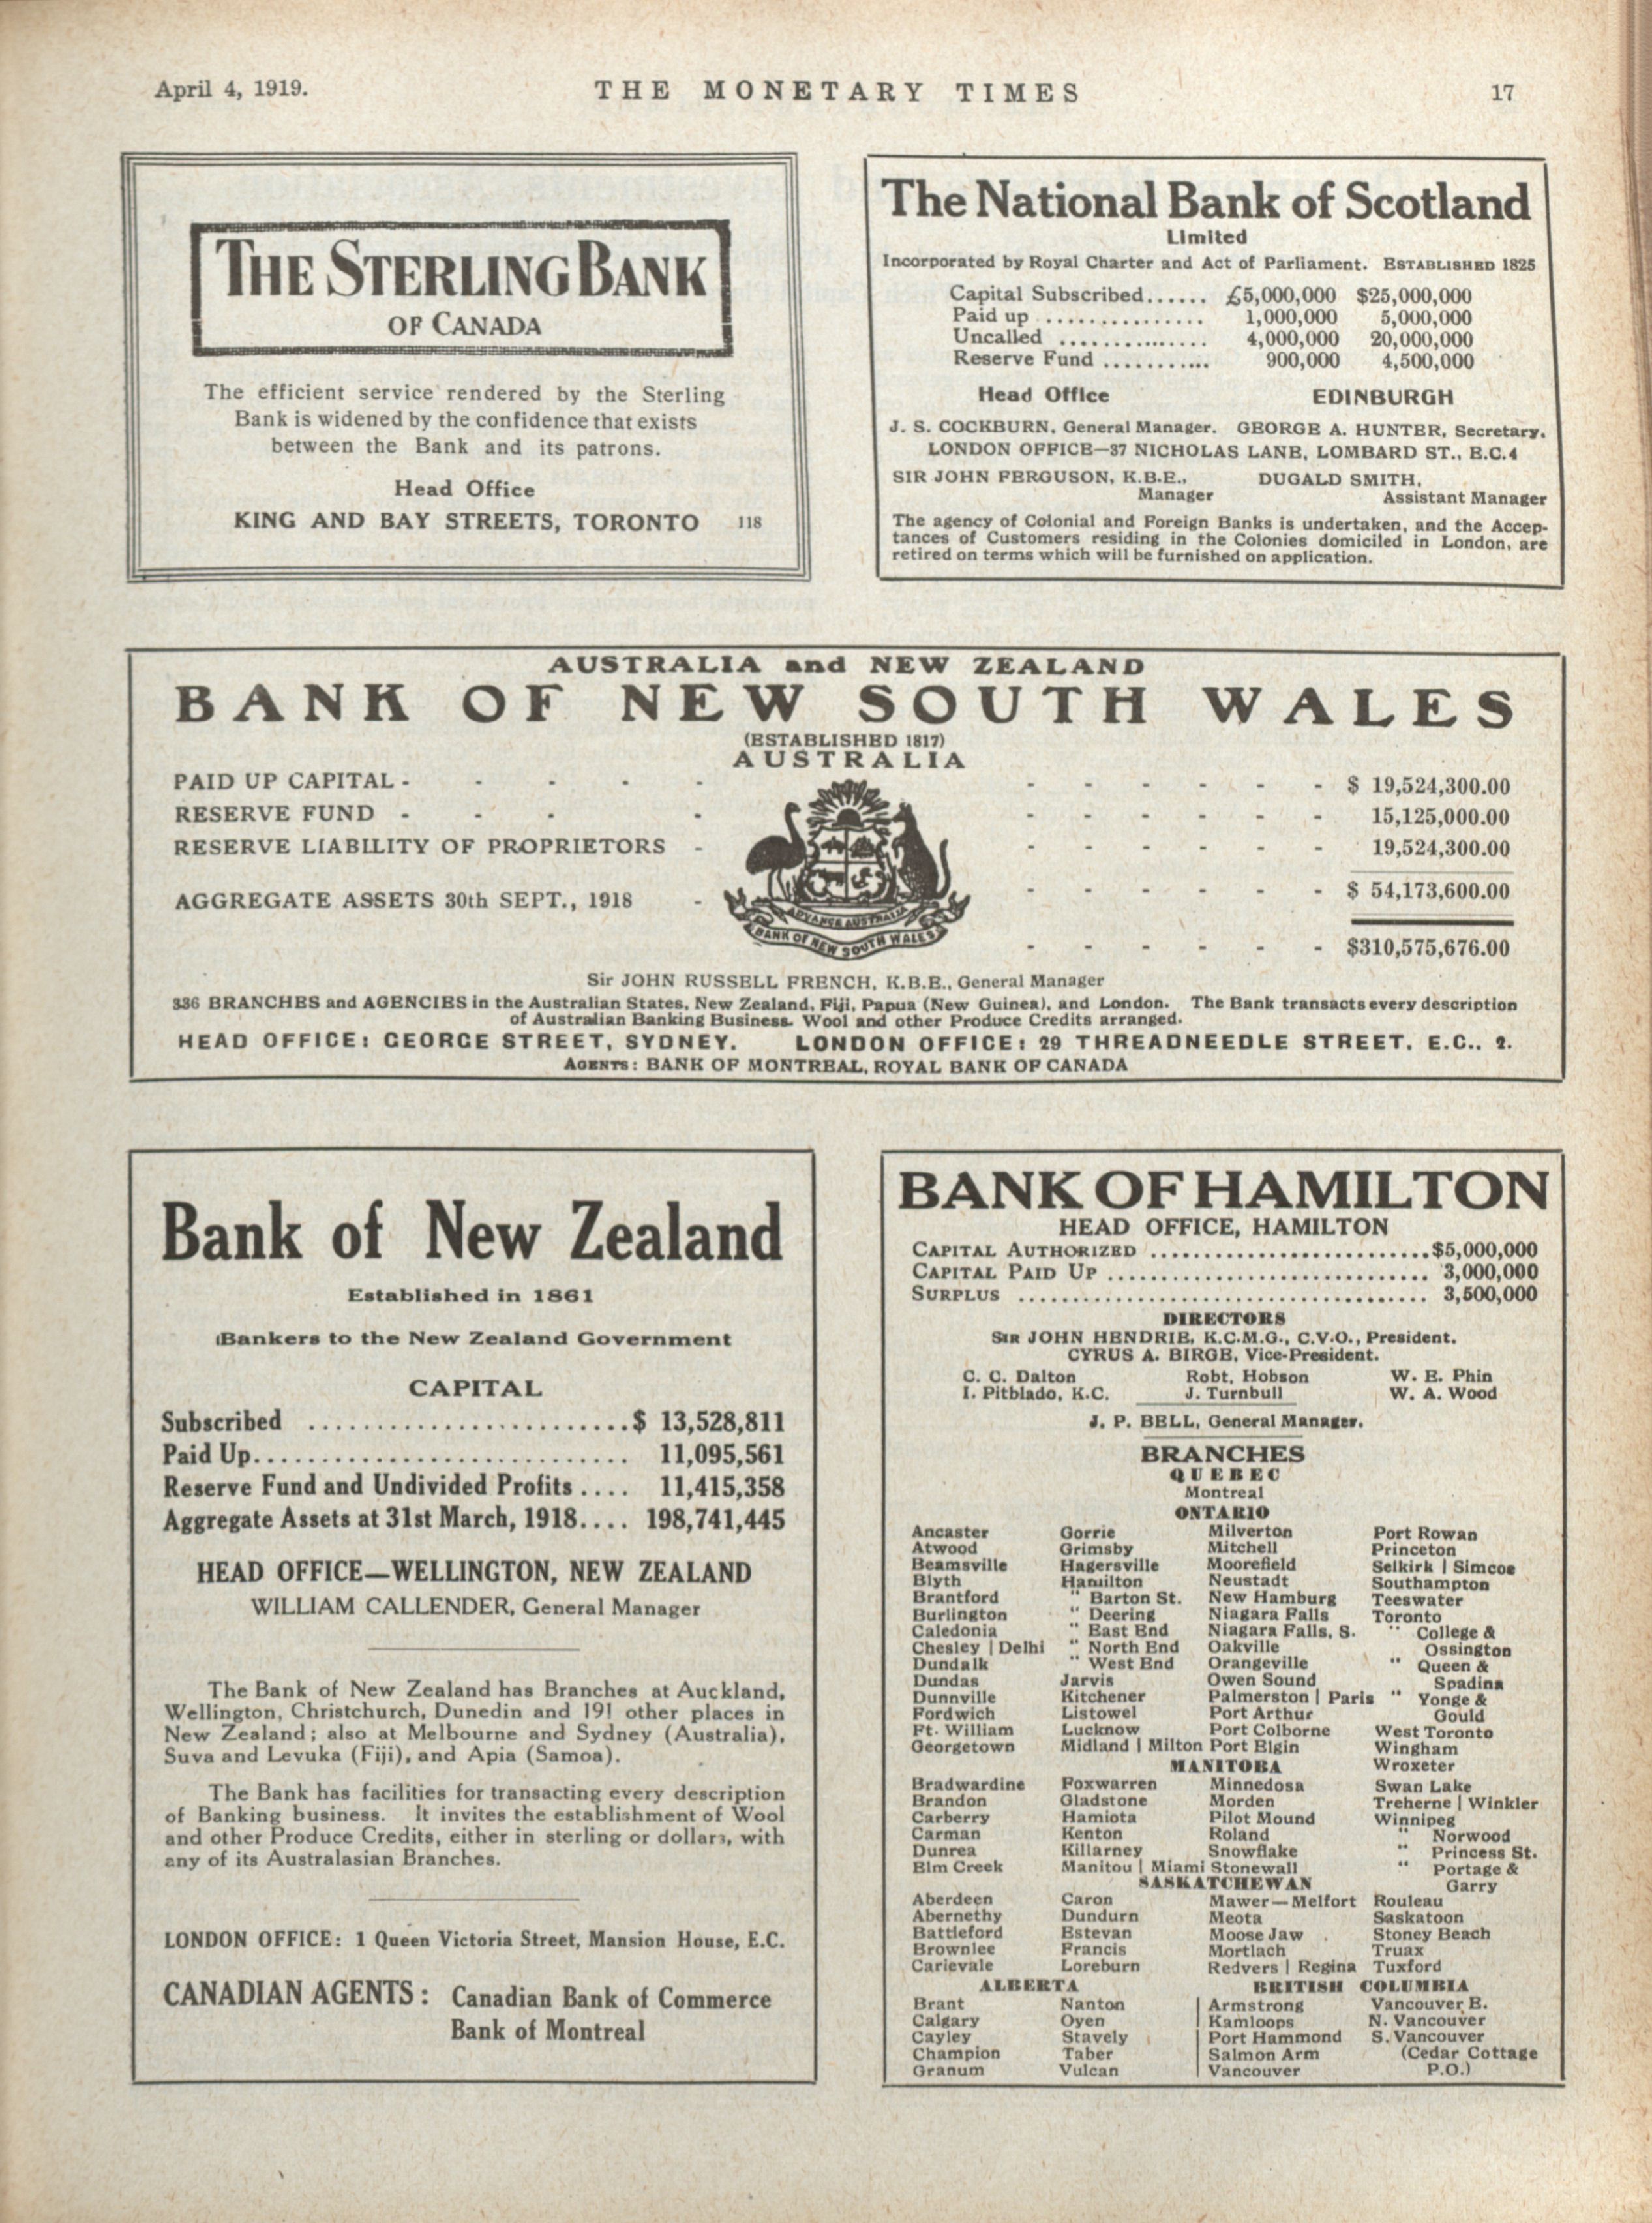 April 4, 1919.
THE MONETARY TIMES
17
THE STERLING BANK
OF CANADA
The efficient service rendered by the Sterling
Bank is widened by the confidence that exists
between the Bank and its patrons.
Head Office
KING AND BAY STREETS, TORONTO 118
The National Bank of Scotland
Limited
Incorporated by Royal Charter and Act of Parliament. ESTABLISHED 1825
Capital Subscribed...... £5,000,000 $25,000,000
Paid up ................ 1,000,000 5,000,000
Uncalled ............... 4,000,000 20,000,000
Reserve Fund ........... 900,000 4,500,000
Head Office EDINBURGH
J. S. COCKBURN, General Manager. GEORGE A. HUNTER, Secretary.
LONDON OFFICE—37 NICHOLAS LANE, LOMBARD ST., E.C.4
SIR JOHN FERGUSON, K.B.E., DUGALD SMITH,
Manager Assistant Manager
The agency of Colonial and Foreign Banks is undertaken, and the Accep-
tances of Customers residing in the Colonies domiciled in London, are
retired on terms which will be furnished on application.
AUSTRALIA and NEW ZEALAND
BANK OF NEW SOUTH WALES
(ESTABLISHED 1817)
AUSTRALIA
PAID UP CAPITAL - - - - - - - - - - - $ 19,524,300.00
RESERVE FUND - - - - - - - - - - 15,125,000.00
RESERVE LIABILITY OF PROPRIETORS - - - - - - - 19,524,300.00
$ 54,173,600.00
AGGREGATE ASSETS 30th SEPT., 1918 - - - - - - - $310,575,676.00
ADVANCE AUSTRALIA
BANK OF NEW SOUTH WALES
Sir JOHN RUSSELL FRENCH, K.B.E., General Manager
336 BRANCHES and AGENCIES in the Australian States, New Zealand, Fiji, Papua (New Guinea), and London. The Bank transacts every description
of Australian Banking Business. Wool and other Produce Credits arranged.
HEAD OFFICE: GEORGE STREET, SYDNEY. LONDON OFFICE: 29 THREADNEEDLE STREET, E.C., 2.
AGENTS: BANK OF MONTREAL, ROYAL BANK OF CANADA
Bank of New Zealand
Established in 1861
Bankers to the New Zealand Government
CAPITAL
Subscribed ........................$ 13,528,811
Paid Up............................ 11,095,561
Reserve Fund and Undivided Profits .... 11,415,358
Aggregate Assets at 31st March, 1918.... 198,741,445
HEAD OFFICE—WELLINGTON, NEW ZEALAND
WILLIAM CALLENDER, General Manager
The Bank of New Zealand has Branches at Auckland,
Wellington, Christchurch, Dunedin and 191 other places in
New Zealand; also at Melbourne and Sydney (Australia),
Suva and Levuka (Fiji), and Apia (Samoa).
The Bank has facilities for transacting every description
of Banking business. It invites the establishment of Wool
and other Produce Credits, either in sterling or dollars, with
any of its Australasian Branches.
LONDON OFFICE: 1 Queen Victoria Street, Mansion House, E.C.
CANADIAN AGENTS: Canadian Bank of Commerce
Bank of Montreal
BANK OF HAMILTON
HEAD OFFICE, HAMILTON
CAPITAL AUTHORIZED ..........................$5,000,000
CAPITAL PAID UP .............................. 3,000,000
SURPLUS ...................................... 3,500,000
DIRECTORS
SIR JOHN HENDRIE, K.C.M.G., C.V.O., President.
CYRUS A. BIRGE, Vice-President.
C. C. Dalton Robt. Hobson W. E. Phin
I. Pitblado, K.C. J. Turnbull W. A. Wood
J. P. BELL, General Manager.
BRANCHES
QUEBEC
Montreal
ONTARIO
Ancaster Gorrie Milverton Port Rowan
Atwood Grimsby Mitchell Princeton
Beamsville Hagersville Moorefield Selkirk | Simcoe
Blyth Hamilton Neustadt Southampton
Brantford " Barton St. New Hamburg Teeswater
Burlington " Deering Niagara Falls Toronto
Caledonia " East End Niagara Falls, S. " College &
Chesley | Delhi " North End Oakville Ossington
Dundalk " West End Orangeville " Queen &
Dundas Jarvis Owen Sound Spadina
Dunnville Kitchener Palmerston | Paris " Yonge &
Fordwich Listowel Port Arthur Gould
Ft. William Lucknow Port Colborne West Toronto
Georgetown Midland | Milton Port Elgin Wingham
Wroxeter
MANITOBA
Bradwardine Foxwarren Minnedosa Swan Lake
Brandon Gladstone Morden Treherne | Winkler
Carberry Hamiota Pilot Mound Winnipeg
Carman Kenton Roland " Norwood
Dunrea Killarney Snowflake " Princess St.
Elm Creek Manitou | Miami Stonewall " Portage &
Garry
SASKATCHEWAN
Aberdeen Caron Mawer—Melfort Rouleau
Abernethy Dundurn Meota Saskatoon
Battleford Estevan Moose Jaw Stoney Beach
Brownlee Francis Mortlach Truax
Carievale Loreburn Redvers | Regina Tuxford
ALBERTA BRITISH COLUMBIA
Brant Nanton | Armstrong Vancouver E.
Calgary Oyen | Kamloops N. Vancouver
Cayley Stavely | Port Hammond S. Vancouver
Champion Taber | Salmon Arm (Cedar Cottage
Granum Vulcan | Vancouver P.O.)